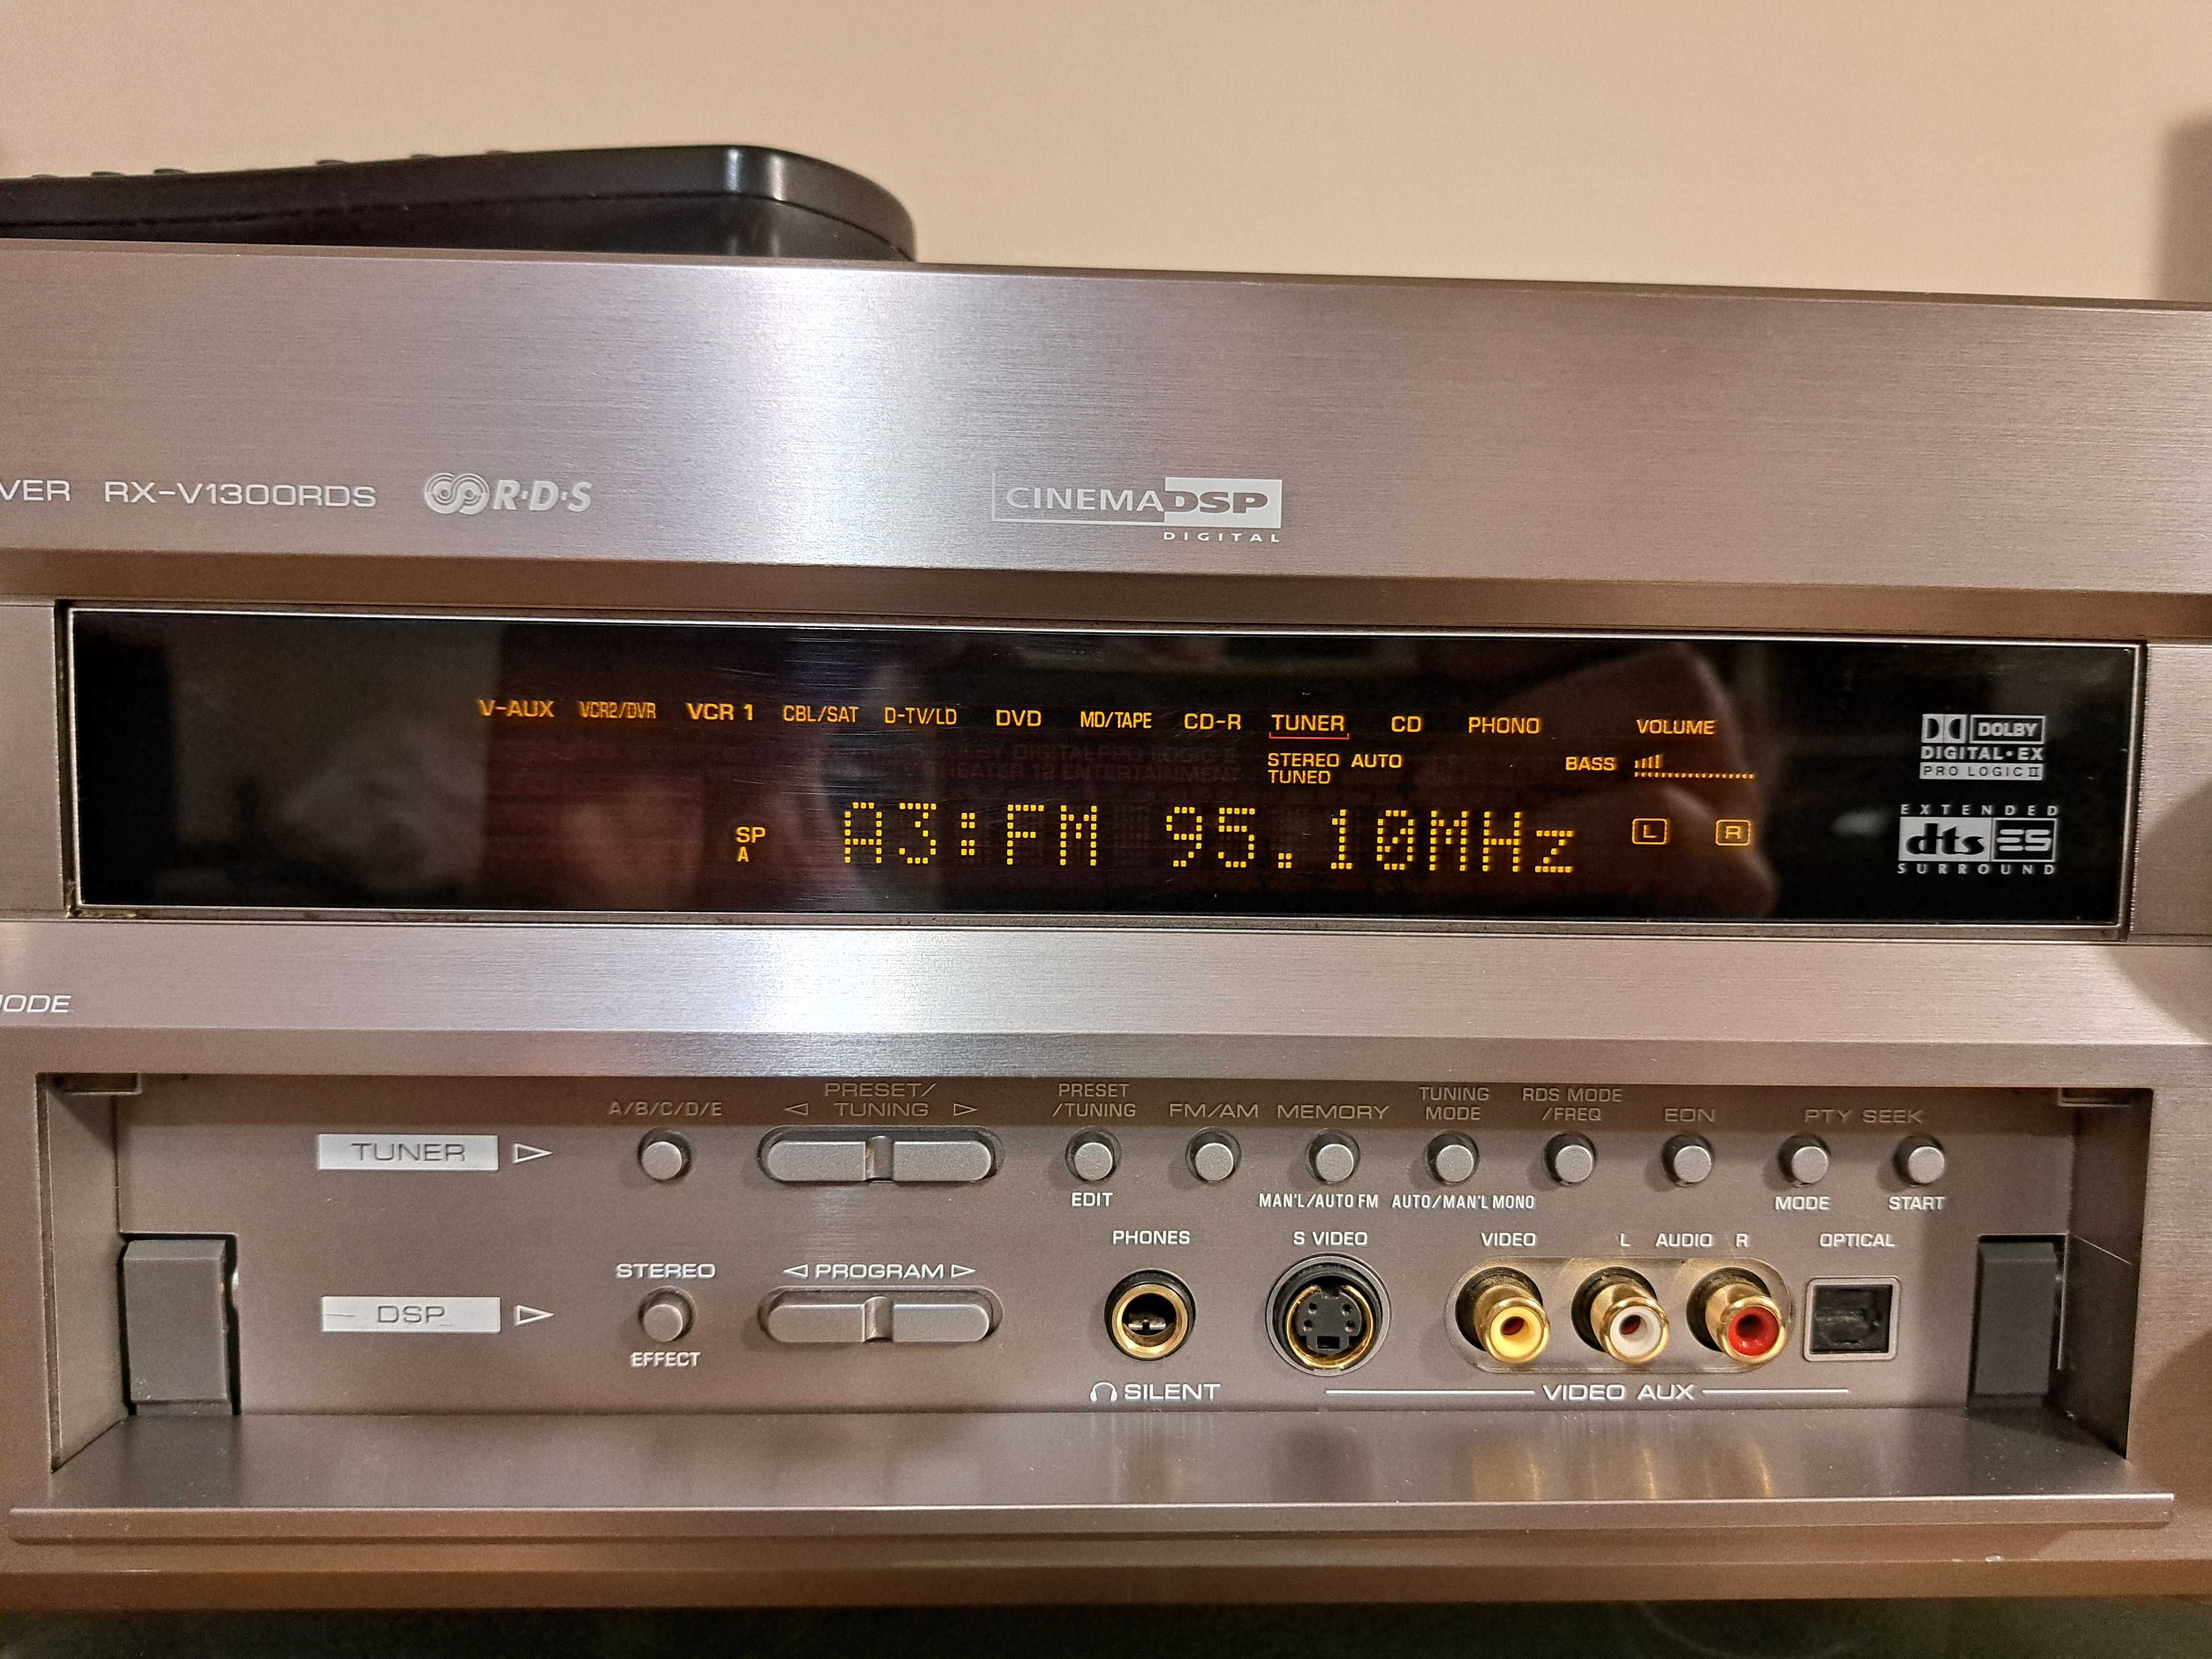 VER RX-V1300RDS R·D·S
CINEMA DSP
DIGITAL
V-AUX VCR2/DVR VCR 1 CBL/SAT D-TV/LD DVD MD/TAPE CD-R TUNER CD PHONO VOLUME
STEREO AUTO
TUNED
BASS
SP
A
A3:FM 95.10MHz
L R
DOLBY
DIGITAL·EX
PRO LOGIC II
EXTENDED
dts ES
SURROUND
ODE
TUNER
A/B/C/D/E
PRESET/
TUNING
PRESET
/TUNING
FM/AM
MEMORY
TUNING
MODE
RDS MODE
/FREQ
EON
PTY SEEK
EDIT
MAN'L/AUTO FM
AUTO/MAN'L MONO
MODE
START
DSP
STEREO
EFFECT
PROGRAM
PHONES
S VIDEO
VIDEO
L AUDIO R
OPTICAL
SILENT
VIDEO AUX